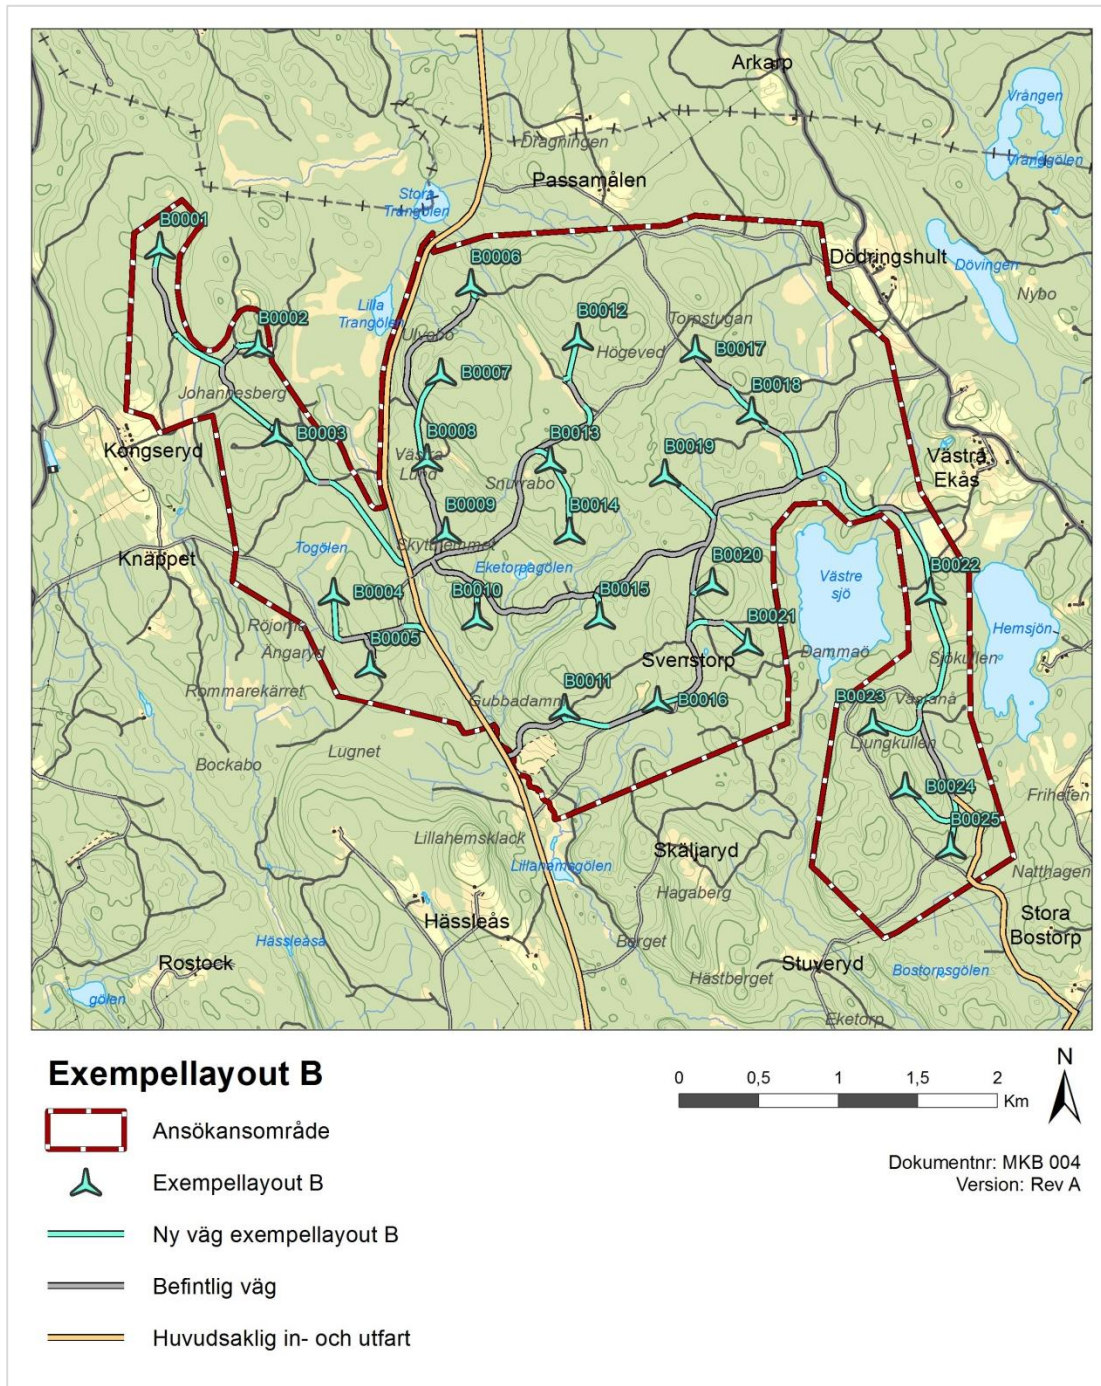 Arkarp
Vrången
Vrånggölen
Dragningen
Passamålen
Stora
Trangölen
B0001
Dödringshult
Dövingen
Nybo
B0006
Lilla
Trangölen
B0002
Ulvebo
B0012
Torpstugan
Högeved
B0017
B0007
B0018
Johannesberg
B0003
Kongseryd
B0008
Västra
Lund
B0013
B0019
Västra
Ekås
Snurrabo
B0009
B0014
Knäppet
Togölen
Skytthemmet
Eketorpagölen
B0020
Västre
sjö
B0022
B0004
B0010
B0015
Röjorna
B0021
Hemsjön
Ängaryd
B0005
Svenstorp
Dammaö
Sjökullen
Rommarekärret
Gubbadamm
B0011
B0016
B0023
Västanå
Ljungkullen
Lugnet
Bockabo
B0024
Friheten
B0025
Lillahemsklack
Lillahemsgölen
Skäljaryd
Hagaberg
Natthagen
Hässleås
Stora
Bostorp
Hässleåsa
Berget
Rostock
Hästberget
Stuveryd
Bostorpsgölen
gölen
Eketorp
Exempellayout B
0 0,5 1 1,5 2
Km
N
Ansökansområde
Dokumentnr: MKB 004
Version: Rev A
Exempellayout B
Ny väg exempellayout B
Befintlig väg
Huvudsaklig in- och utfart